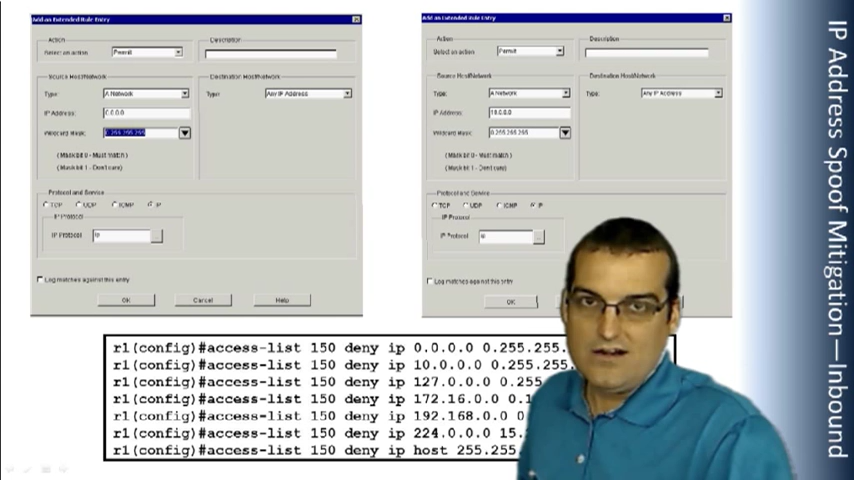 Add an Extended Rule Entry
Action
Select an action
Permit
Description
Source Host/Network
Type:
A Network
IP Address:
0.0.0.0
Wildcard Mask:
0.255.255.255
(Mask bit 0 - Must match )
(Mask bit 1 - Don't care)
Destination Host/Network
Type:
Any IP Address
Protocol and Service
TCP
UDP
ICMP
IP
IP Protocol
IP Protocol
ip
Log matches against this entry
OK
Cancel
Help
Add an Extended Rule Entry
Action
Select an action
Permit
Description
Source Host/Network
Type:
A Network
IP Address:
10.0.0.0
Wildcard Mask:
0.255.255.255
(Mask bit 0 - Must match )
(Mask bit 1 - Don't care)
Destination Host/Network
Type:
Any IP Address
Protocol and Service
TCP
UDP
ICMP
IP
IP Protocol
IP Protocol
ip
Log matches against this entry
OK
r1(config)#access-list 150 deny ip 0.0.0.0 0.255.255.
r1(config)#access-list 150 deny ip 10.0.0.0 0.255.255.
r1(config)#access-list 150 deny ip 127.0.0.0 0.255
r1(config)#access-list 150 deny ip 172.16.0.0 0.1
r1(config)#access-list 150 deny ip 192.168.0.0 0
r1(config)#access-list 150 deny ip 224.0.0.0 15.
r1(config)#access-list 150 deny ip host 255.255
IP Address Spoof Mitigation—Inbound